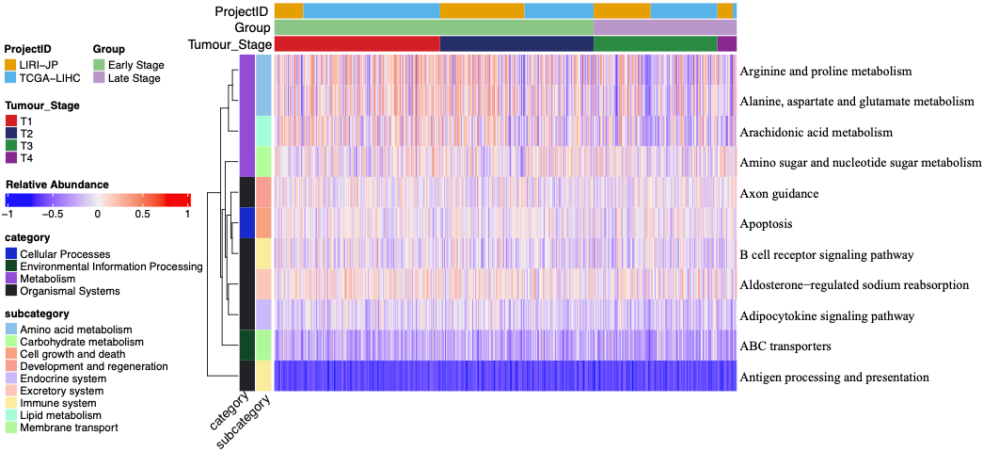 ProjectID
Group
Tumour_Stage
ProjectID
LIRI−JP
TCGA−LIHC
Group
Early Stage
Late Stage
Tumour_Stage
T1
T2
T3
T4
Relative Abundance
−1 −0.5 0 0.5 1
category
Cellular Processes
Environmental Information Processing
Metabolism
Organismal Systems
subcategory
Amino acid metabolism
Carbohydrate metabolism
Cell growth and death
Development and regeneration
Endocrine system
Excretory system
Immune system
Lipid metabolism
Membrane transport
Arginine and proline metabolism
Alanine, aspartate and glutamate metabolism
Arachidonic acid metabolism
Amino sugar and nucleotide sugar metabolism
Axon guidance
Apoptosis
B cell receptor signaling pathway
Aldosterone−regulated sodium reabsorption
Adipocytokine signaling pathway
ABC transporters
Antigen processing and presentation
category
subcategory